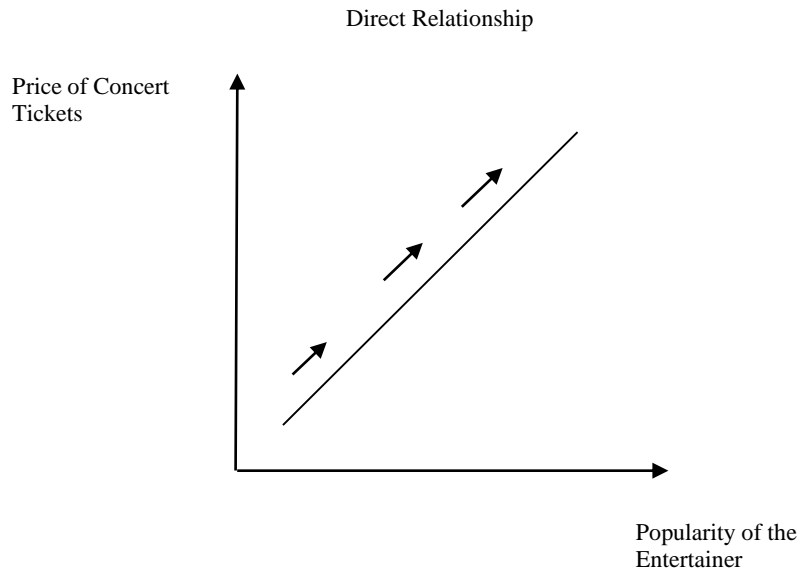 Direct Relationship
Price of Concert
Tickets
Popularity of the
Entertainer